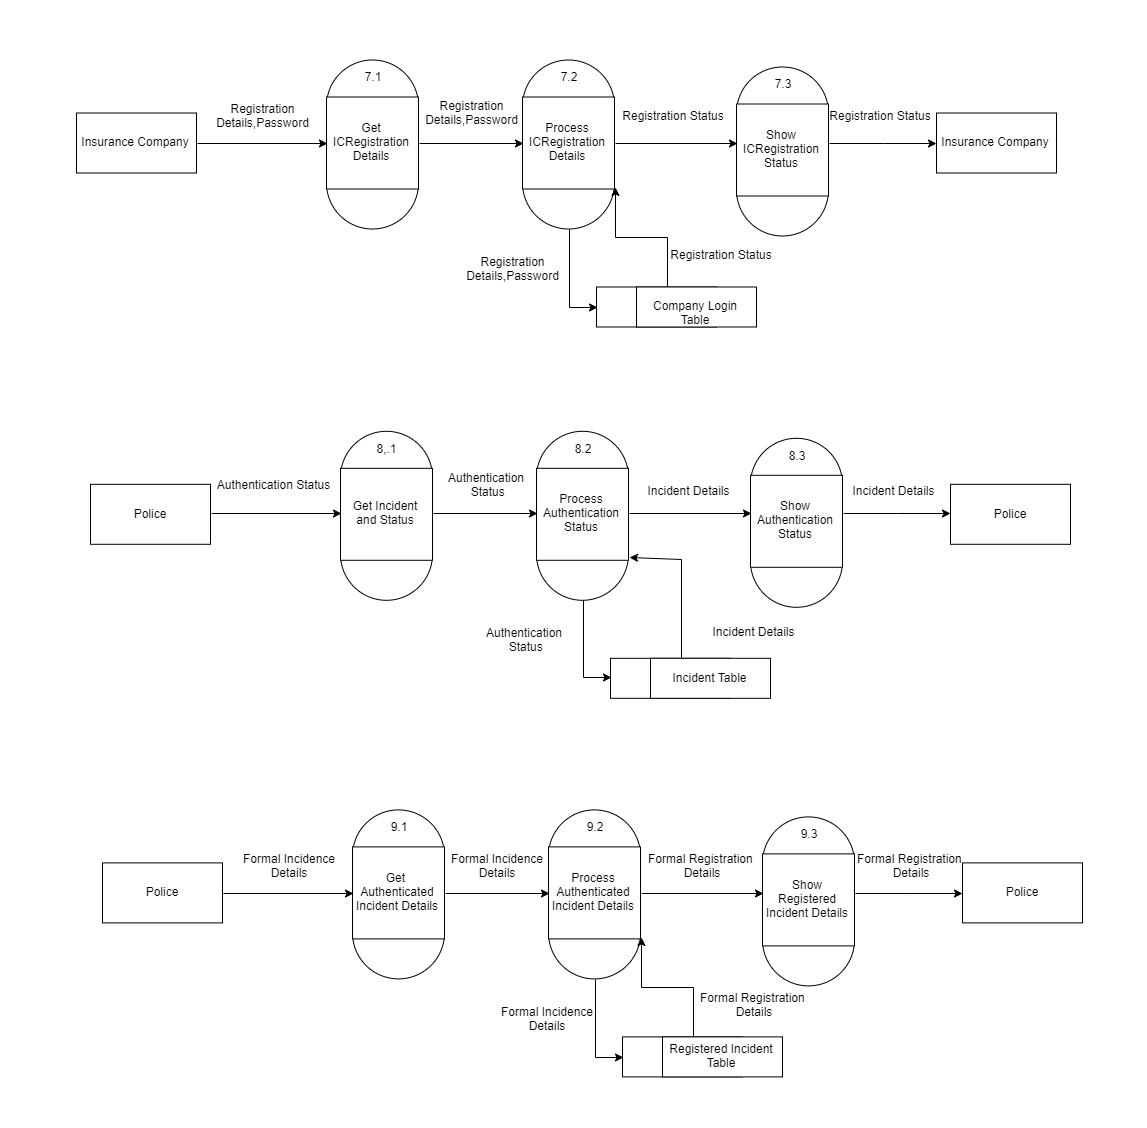 7.1
7.2
7.3
Registration
Details,Password
Registration
Details,Password
Registration Status
Registration Status
Insurance Company
Get
ICRegistration
Details
Process
ICRegistration
Details
Show
ICRegistration
Status
Insurance Company
Registration
Details,Password
Registration Status
Company Login
Table
8,.1
8.2
8.3
Authentication Status
Authentication
Status
Incident Details
Incident Details
Police
Get Incident
and Status
Process
Authentication
Status
Show
Authentication
Status
Police
Authentication
Status
Incident Details
Incident Table
9.1
9.2
9.3
Formal Incidence
Details
Formal Incidence
Details
Formal Registration
Details
Formal Registration
Details
Police
Get
Authenticated
Incident Details
Process
Authenticated
Incident Details
Show
Registered
Incident Details
Police
Formal Incidence
Details
Formal Registration
Details
Registered Incident
Table